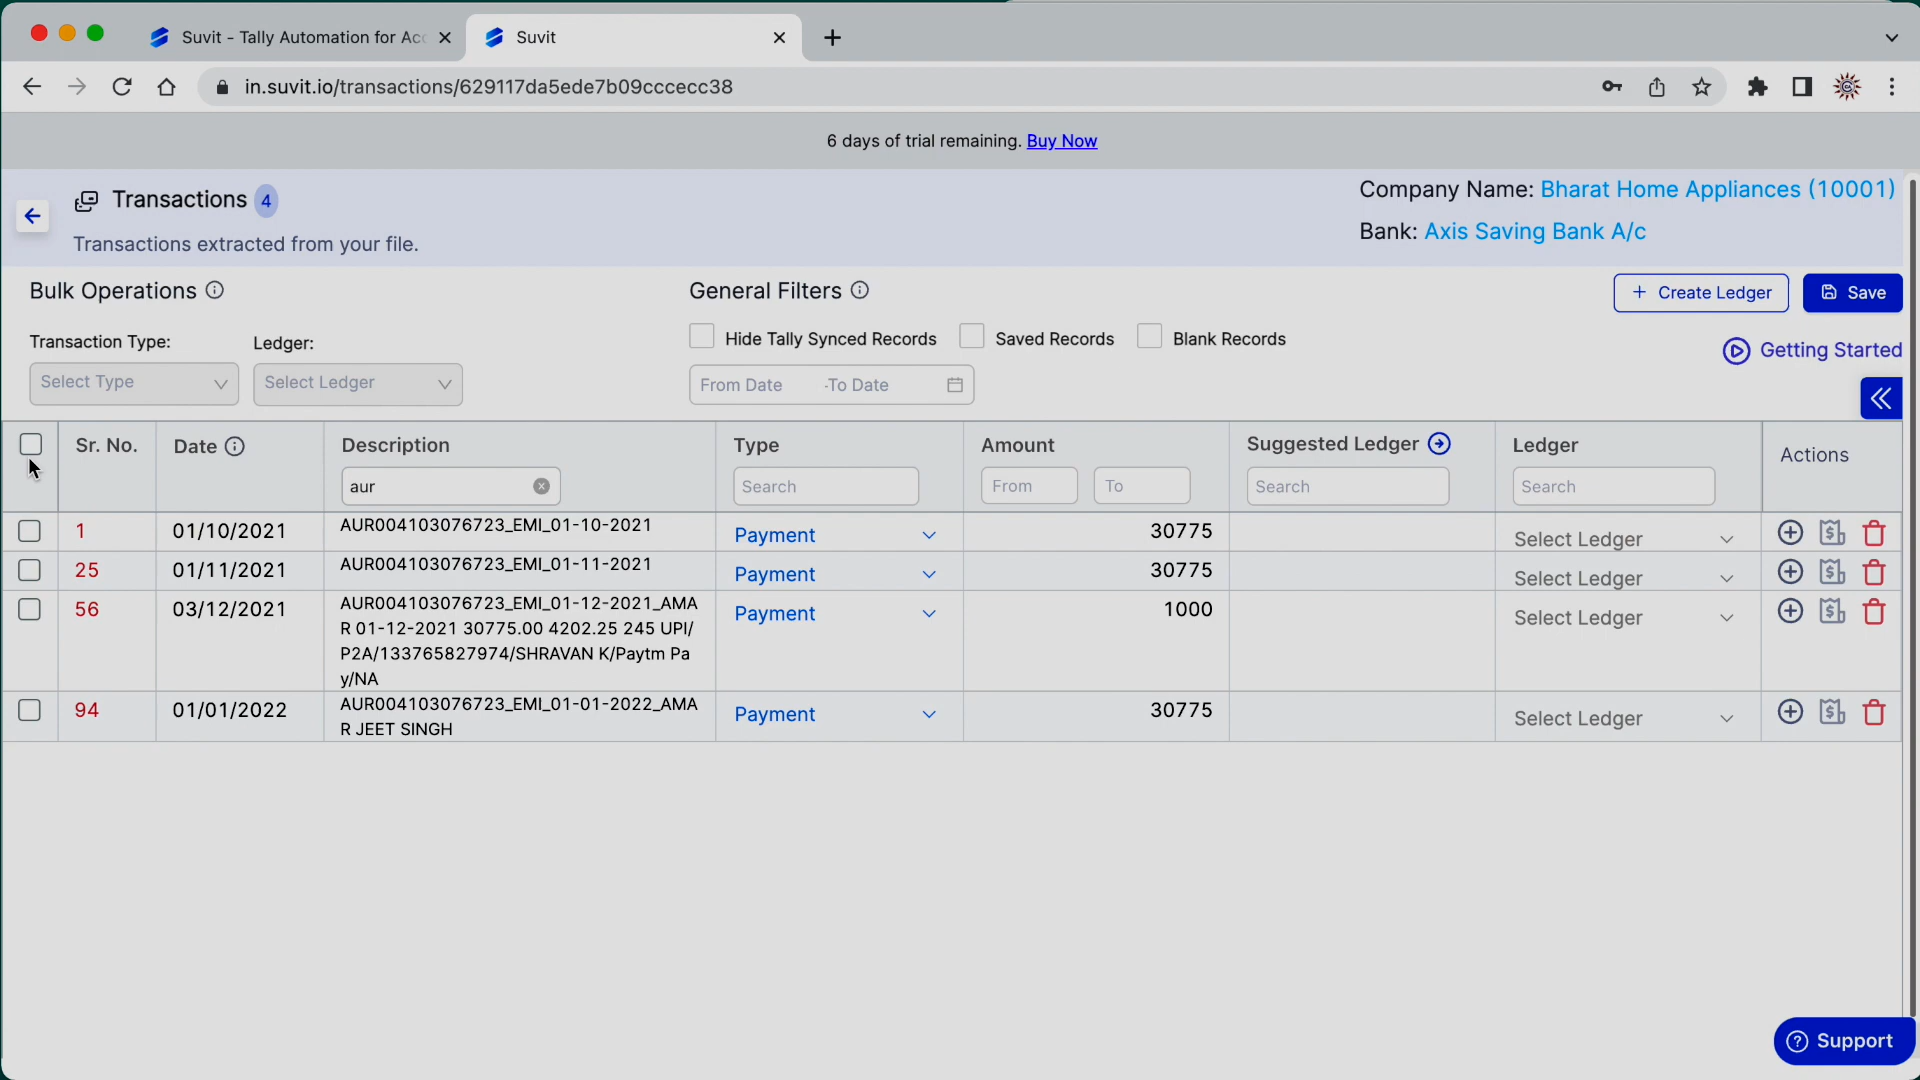 Suvit - Tally Automation for Acc
Suvit
in.suvit.io/transactions/629117da5ede7b09cccecc38
6 days of trial remaining. Buy Now
Transactions 4
Transactions extracted from your file.
Company Name: Bharat Home Appliances (10001)
Bank: Axis Saving Bank A/c
Bulk Operations
General Filters
+ Create Ledger
Save
Transaction Type:
Ledger:
Hide Tally Synced Records
Saved Records
Blank Records
Getting Started
Select Type
Select Ledger
From Date
-To Date
Sr. No.
Date
Description
Type
Amount
Suggested Ledger
Ledger
Actions
aur
Search
From
To
Search
Search
1 01/10/2021 AUR004103076723_EMI_01-10-2021 Payment 30775 Select Ledger
25 01/11/2021 AUR004103076723_EMI_01-11-2021 Payment 30775 Select Ledger
56 03/12/2021 AUR004103076723_EMI_01-12-2021_AMA Payment 1000 Select Ledger
R 01-12-2021 30775.00 4202.25 245 UPI/
P2A/133765827974/SHRAVAN K/Paytm Pa
y/NA
94 01/01/2022 AUR004103076723_EMI_01-01-2022_AMA Payment 30775 Select Ledger
R JEET SINGH
Support